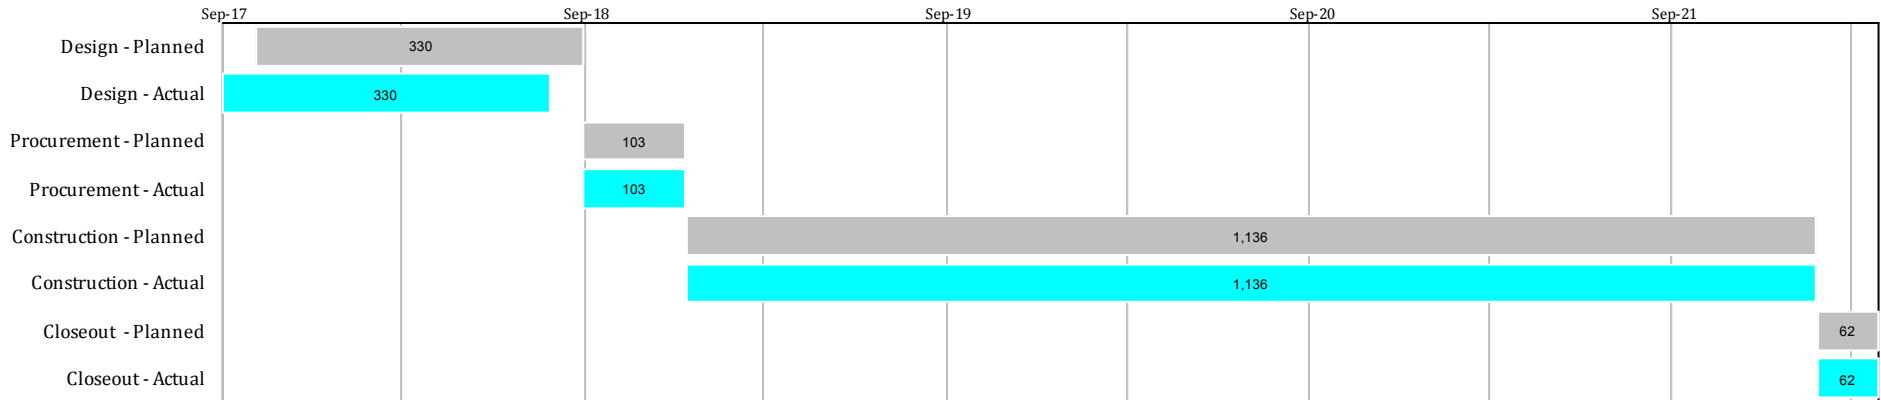 Sep-17 Sep-18 Sep-19 Sep-20 Sep-21
Design - Planned 330
Design - Actual 330
Procurement - Planned 103
Procurement - Actual 103
Construction - Planned 1,136
Construction - Actual 1,136
Closeout - Planned 62
Closeout - Actual 62